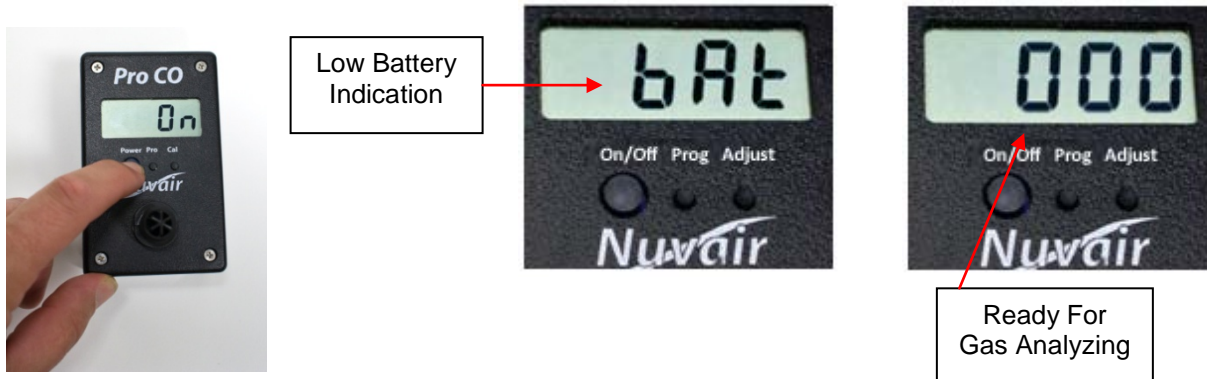 Pro CO
On
Power Pro Cal
Nuvair
Low Battery
Indication
bAt
On/Off Prog Adjust
Nuvair
000
On/Off Prog Adjust
Nuvair
Ready For
Gas Analyzing